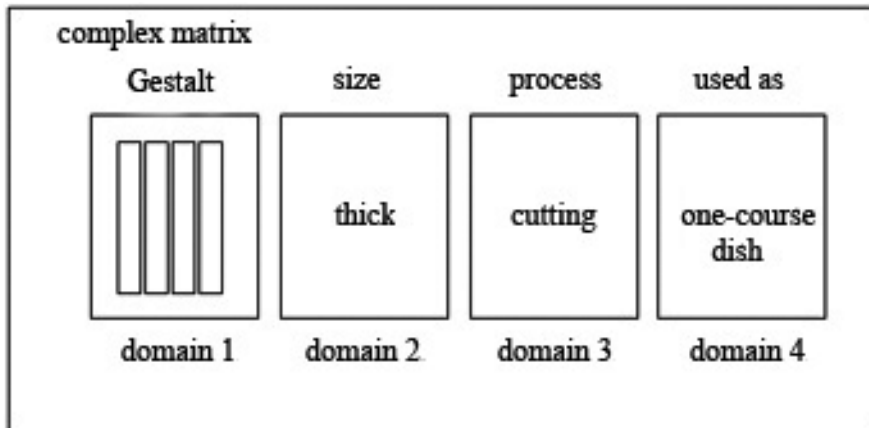 complex matrix
Gestalt size process used as
thick cutting one-course
dish
domain 1 domain 2 domain 3 domain 4